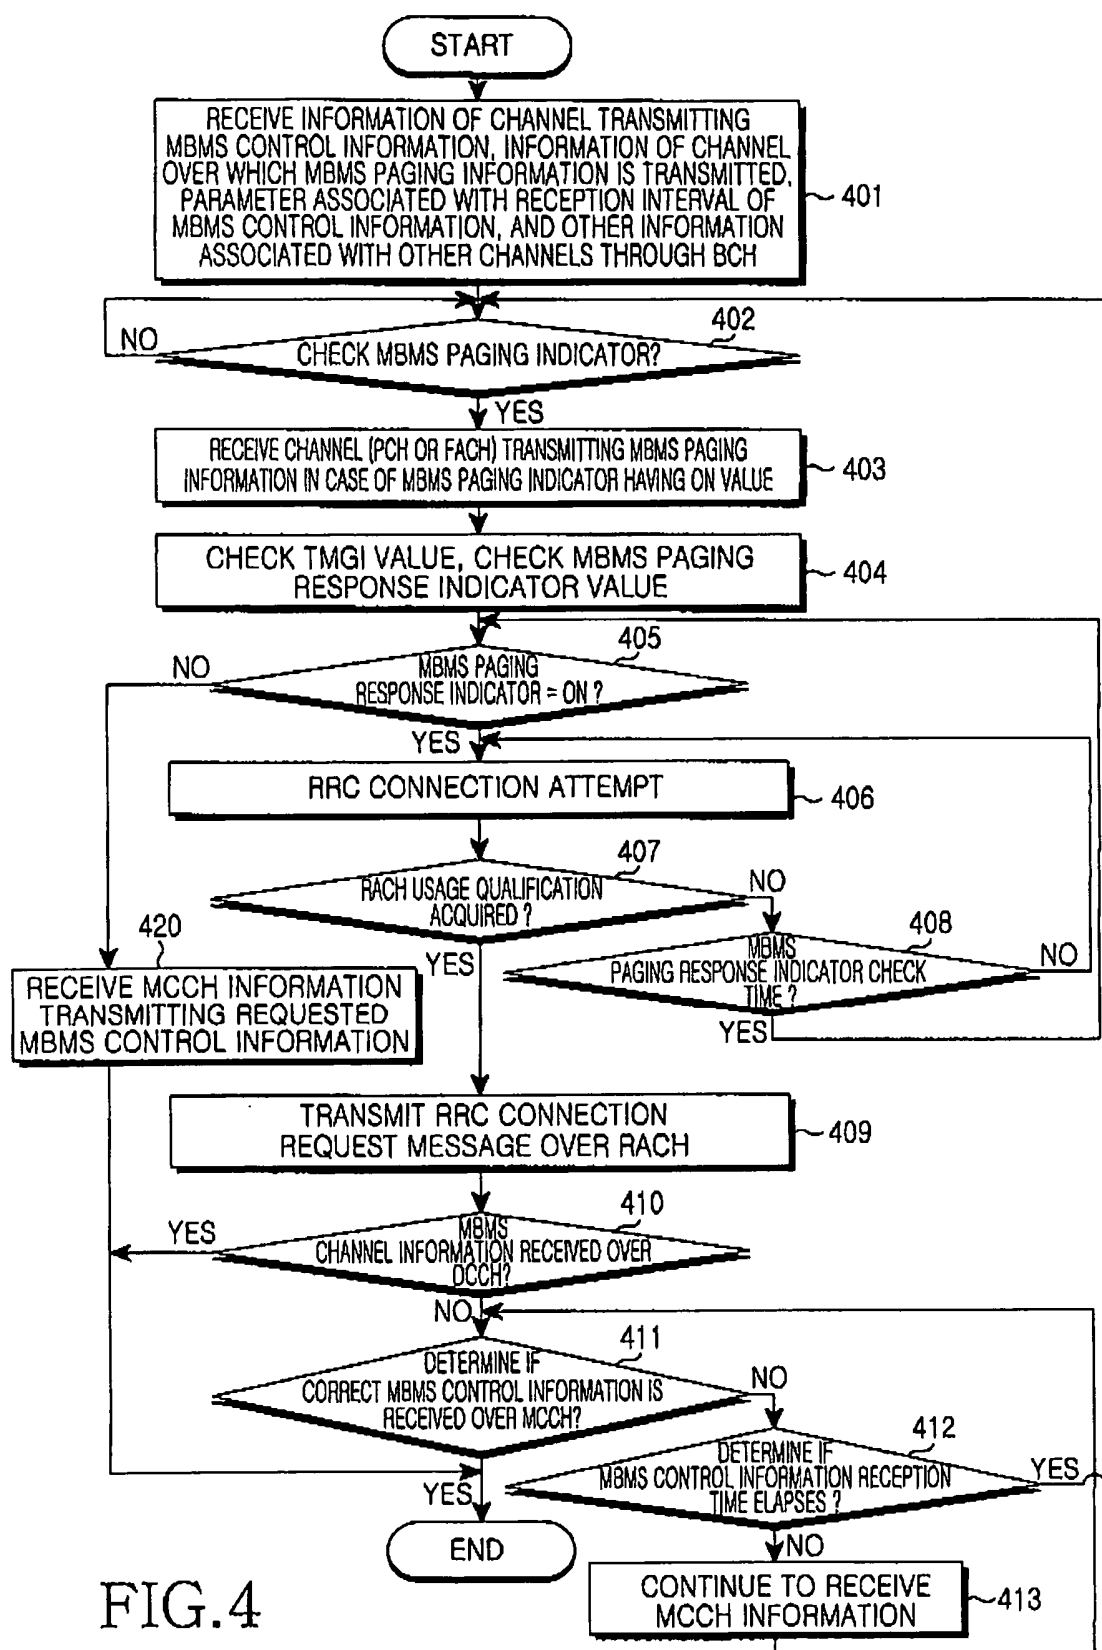 START
RECEIVE INFORMATION OF CHANNEL TRANSMITTING
MBMS CONTROL INFORMATION, INFORMATION OF CHANNEL
OVER WHICH MBMS PAGING INFORMATION IS TRANSMITTED,
PARAMETER ASSOCIATED WITH RECEPTION INTERVAL OF
MBMS CONTROL INFORMATION, AND OTHER INFORMATION
ASSOCIATED WITH OTHER CHANNELS THROUGH BCH
401
402
NO
CHECK MBMS PAGING INDICATOR?
YES
RECEIVE CHANNEL (PCH OR FACH) TRANSMITTING MBMS PAGING
INFORMATION IN CASE OF MBMS PAGING INDICATOR HAVING ON VALUE
403
CHECK TMGI VALUE, CHECK MBMS PAGING
RESPONSE INDICATOR VALUE
404
405
NO
MBMS PAGING
RESPONSE INDICATOR = ON ?
YES
RRC CONNECTION ATTEMPT
406
407
RACH USAGE QUALIFICATION
ACQUIRED ?
NO
YES
408
MBMS
PAGING RESPONSE INDICATOR CHECK
TIME ?
NO
YES
420
RECEIVE MCCH INFORMATION
TRANSMITTING REQUESTED
MBMS CONTROL INFORMATION
TRANSMIT RRC CONNECTION
REQUEST MESSAGE OVER RACH
409
410
YES
MBMS
CHANNEL INFORMATION RECEIVED OVER
DCCH?
NO
411
DETERMINE IF
CORRECT MBMS CONTROL INFORMATION IS
RECEIVED OVER MCCH?
NO
YES
412
DETERMINE IF
MBMS CONTROL INFORMATION RECEPTION
TIME ELAPSES ?
YES
NO
END
CONTINUE TO RECEIVE
MCCH INFORMATION
413
FIG.4